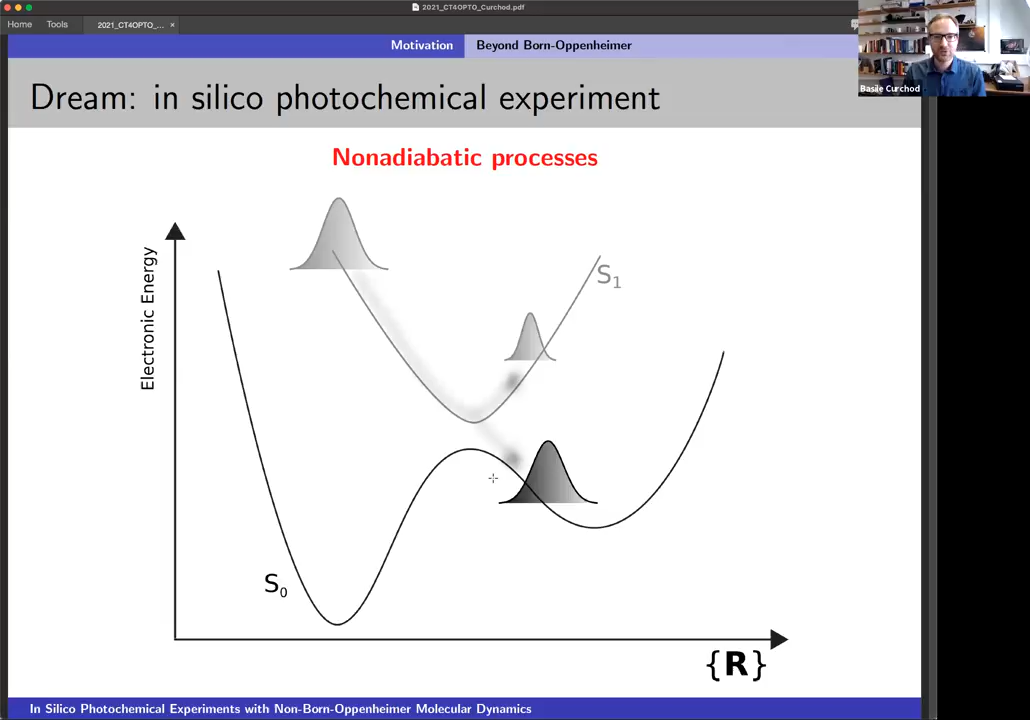 2021_CT4OPTO_Curchod.pdf
Home Tools 2021_CT4OPTO_... ×
Motivation Beyond Born-Oppenheimer
Basile Curchod
Dream: in silico photochemical experiment
Nonadiabatic processes
Electronic Energy
S1
S0
{R}
In Silico Photochemical Experiments with Non-Born-Oppenheimer Molecular Dynamics